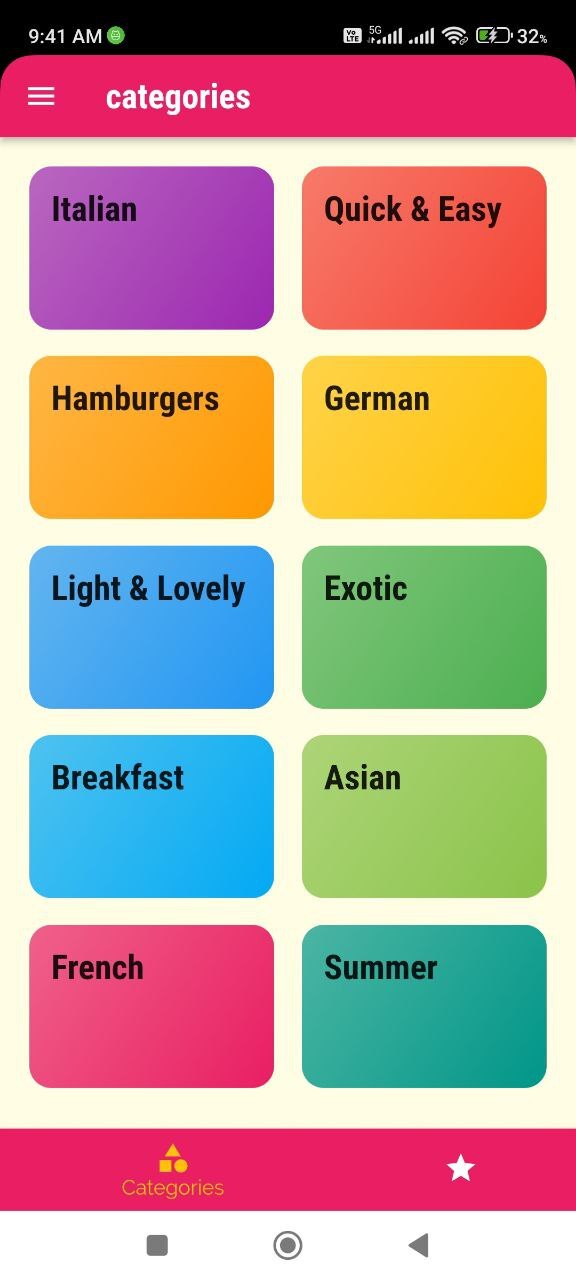 9:41 AM Vo LTE 5G 32%
categories
Italian
Quick & Easy
Hamburgers
German
Light & Lovely
Exotic
Breakfast
Asian
French
Summer
Categories